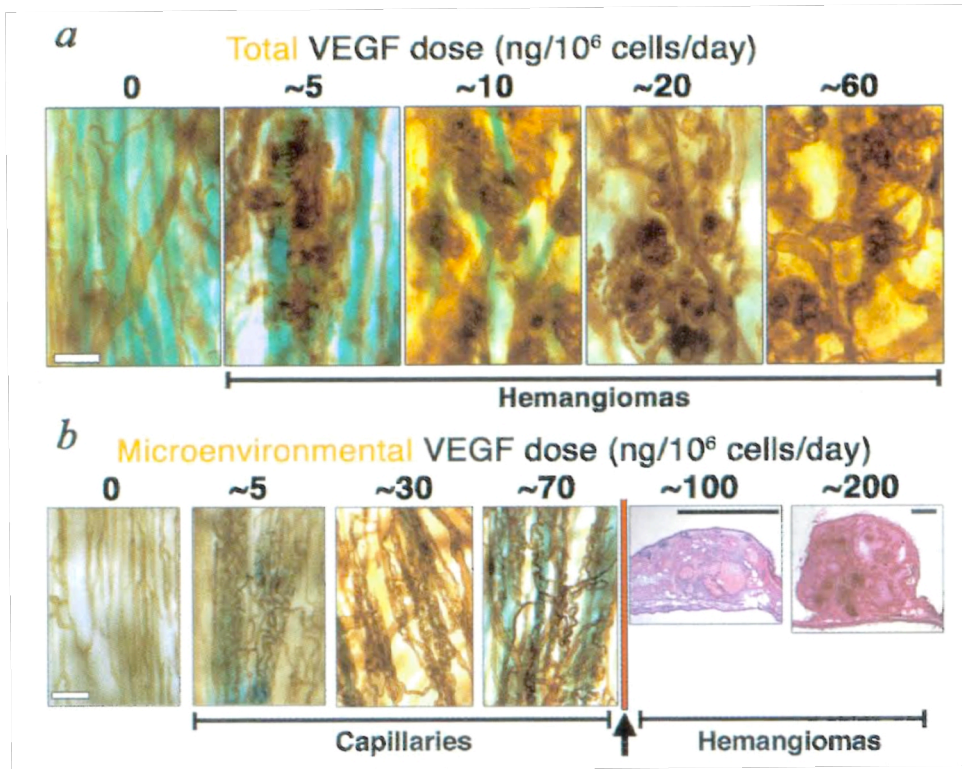 a
Total VEGF dose (ng/10⁶ cells/day)
0 ~5 ~10 ~20 ~60
Hemangiomas
b
Microenvironmental VEGF dose (ng/10⁶ cells/day)
0 ~5 ~30 ~70 ~100 ~200
Capillaries Hemangiomas